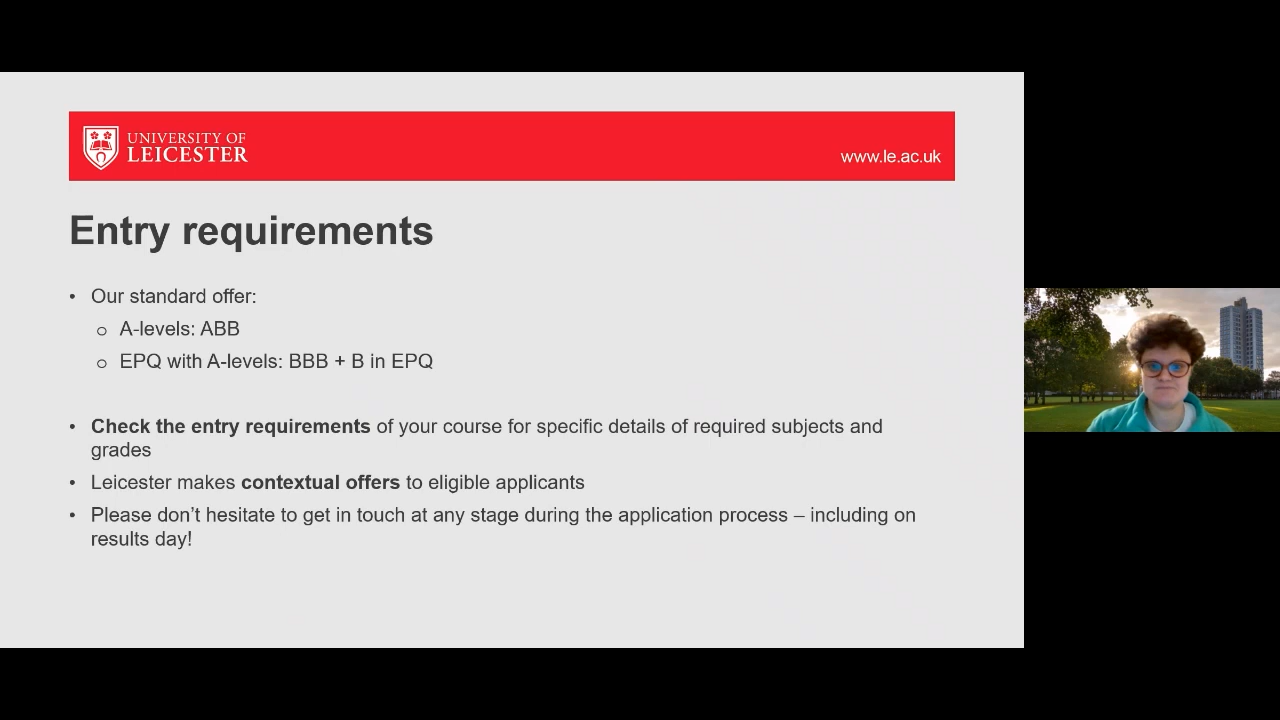 UNIVERSITY OF
LEICESTER
www.le.ac.uk
Entry requirements
• Our standard offer:
o A-levels: ABB
o EPQ with A-levels: BBB + B in EPQ
• Check the entry requirements of your course for specific details of required subjects and
grades
• Leicester makes contextual offers to eligible applicants
• Please don’t hesitate to get in touch at any stage during the application process – including on
results day!